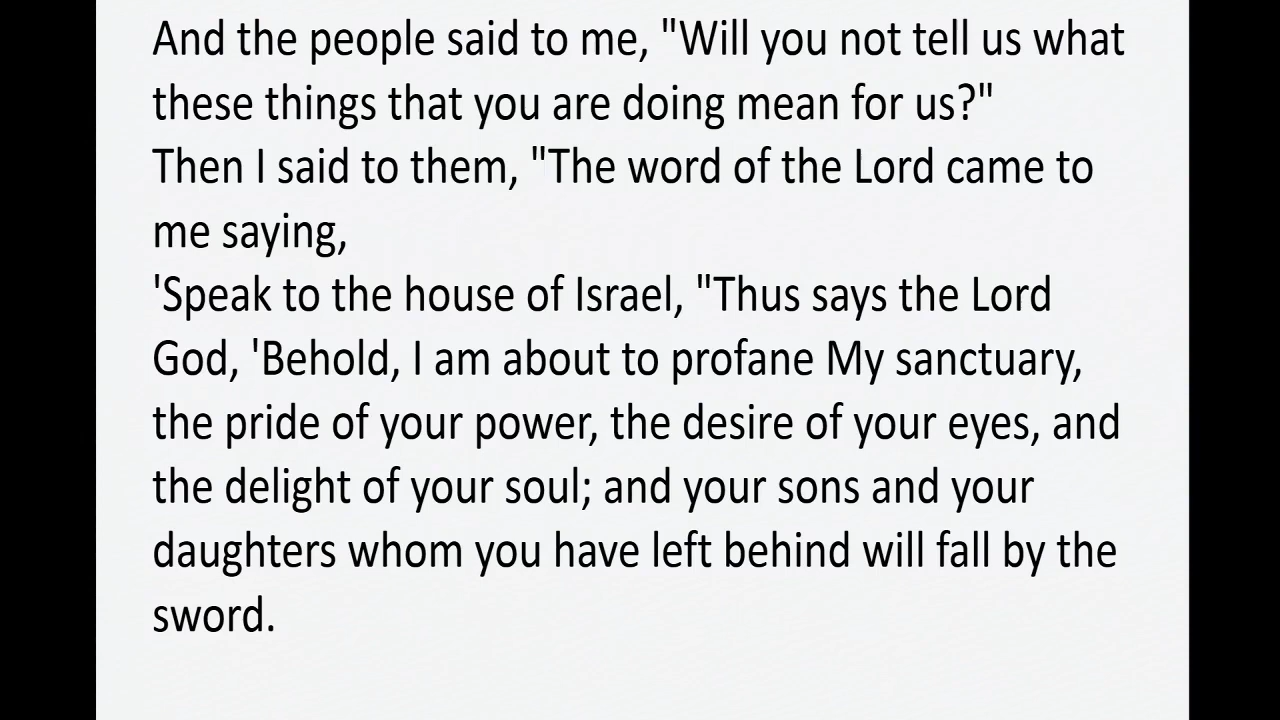 And the people said to me, "Will you not tell us what
these things that you are doing mean for us?"
Then I said to them, "The word of the Lord came to
me saying,
'Speak to the house of Israel, "Thus says the Lord
God, 'Behold, I am about to profane My sanctuary,
the pride of your power, the desire of your eyes, and
the delight of your soul; and your sons and your
daughters whom you have left behind will fall by the
sword.